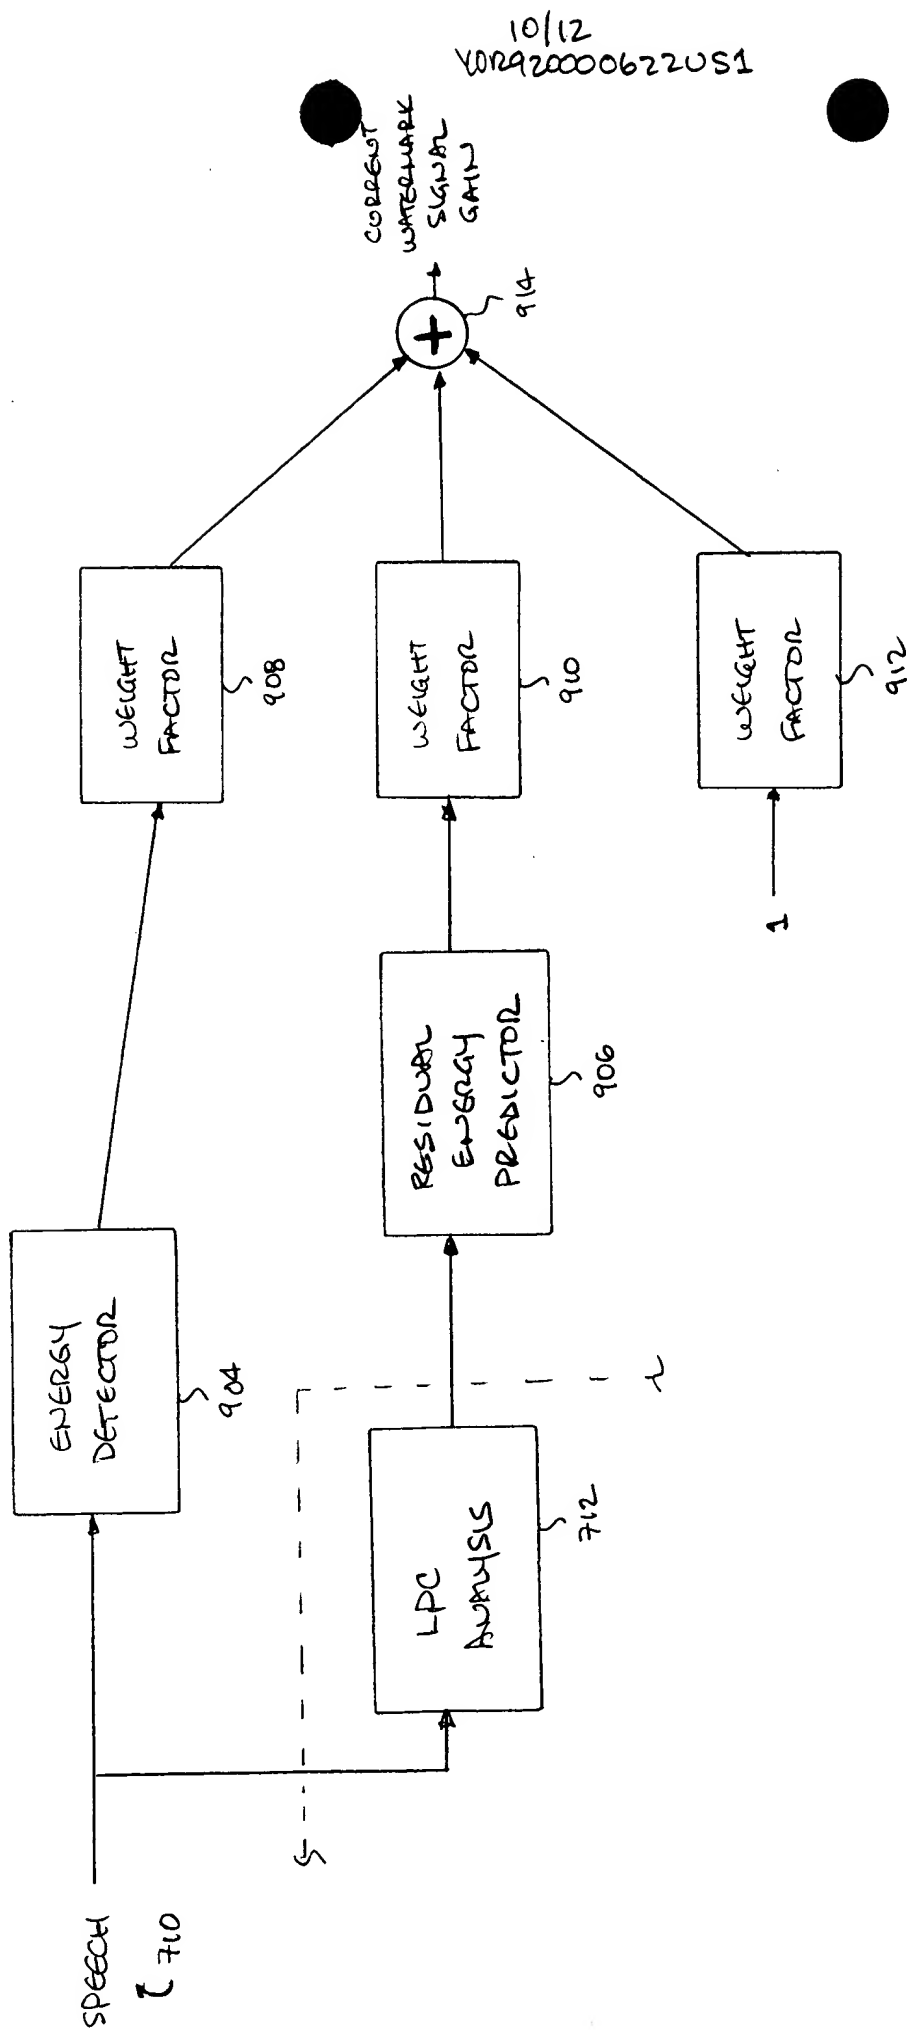 10/12
YOR920000622US1
SPEECH
710
ENERGY
DETECTOR
904
LPC
ANALYSIS
712
RESIDUAL
ENERGY
PREDICTOR
906
WEIGHT
FACTOR
908
WEIGHT
FACTOR
910
1
WEIGHT
FACTOR
912
+
914
CURRENT
WATERMARK
SIGNAL
GAIN